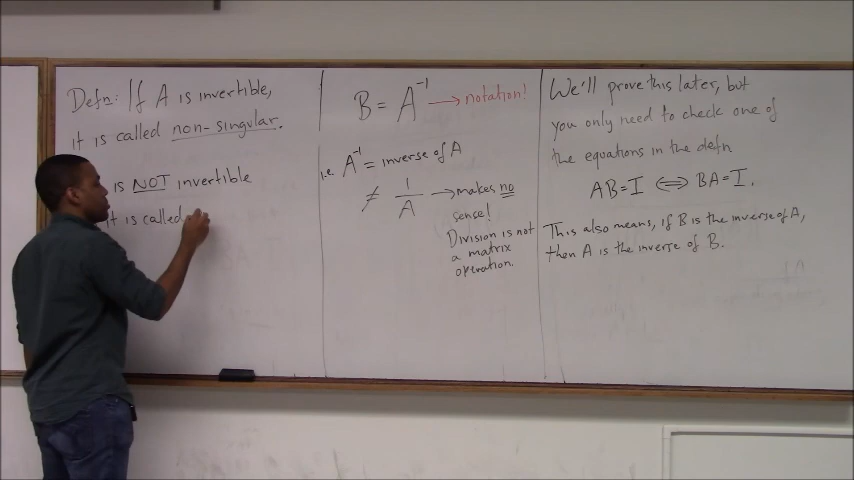 Defn: If A is invertible,
it is called non-singular.
is NOT invertible
it is called
B = A⁻¹ → notation!
i.e A⁻¹ = inverse of A
≠ 1/A → makes no
sense!
Division is not
a matrix
operation.
We'll prove this later, but
you only need to check one of
the equations in the defn
AB = I ⟺ BA = I.
This also means, if B is the inverse of A,
then A is the inverse of B.